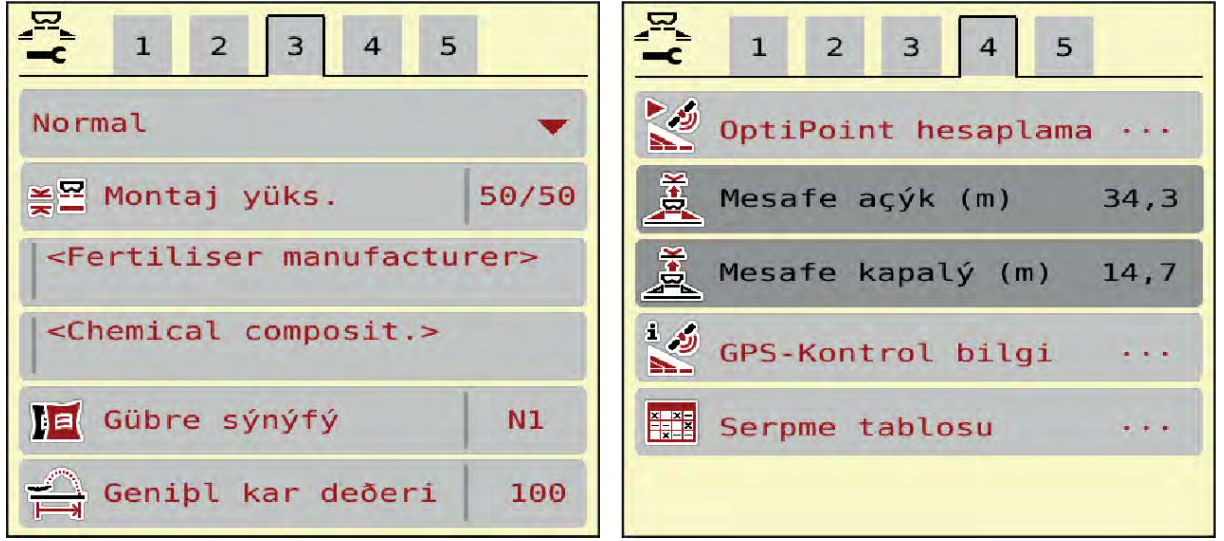 1 2 3 4 5
Normal
Montaj yüks. 50/50
<Fertiliser manufacturer>
<Chemical composit.>
Gübre sýnýfý N1
Geniþl kar deðeri 100
1 2 3 4 5
OptiPoint hesaplama ...
Mesafe açýk (m) 34,3
Mesafe kapalý (m) 14,7
GPS-Kontrol bilgi ...
Serpme tablosu ...